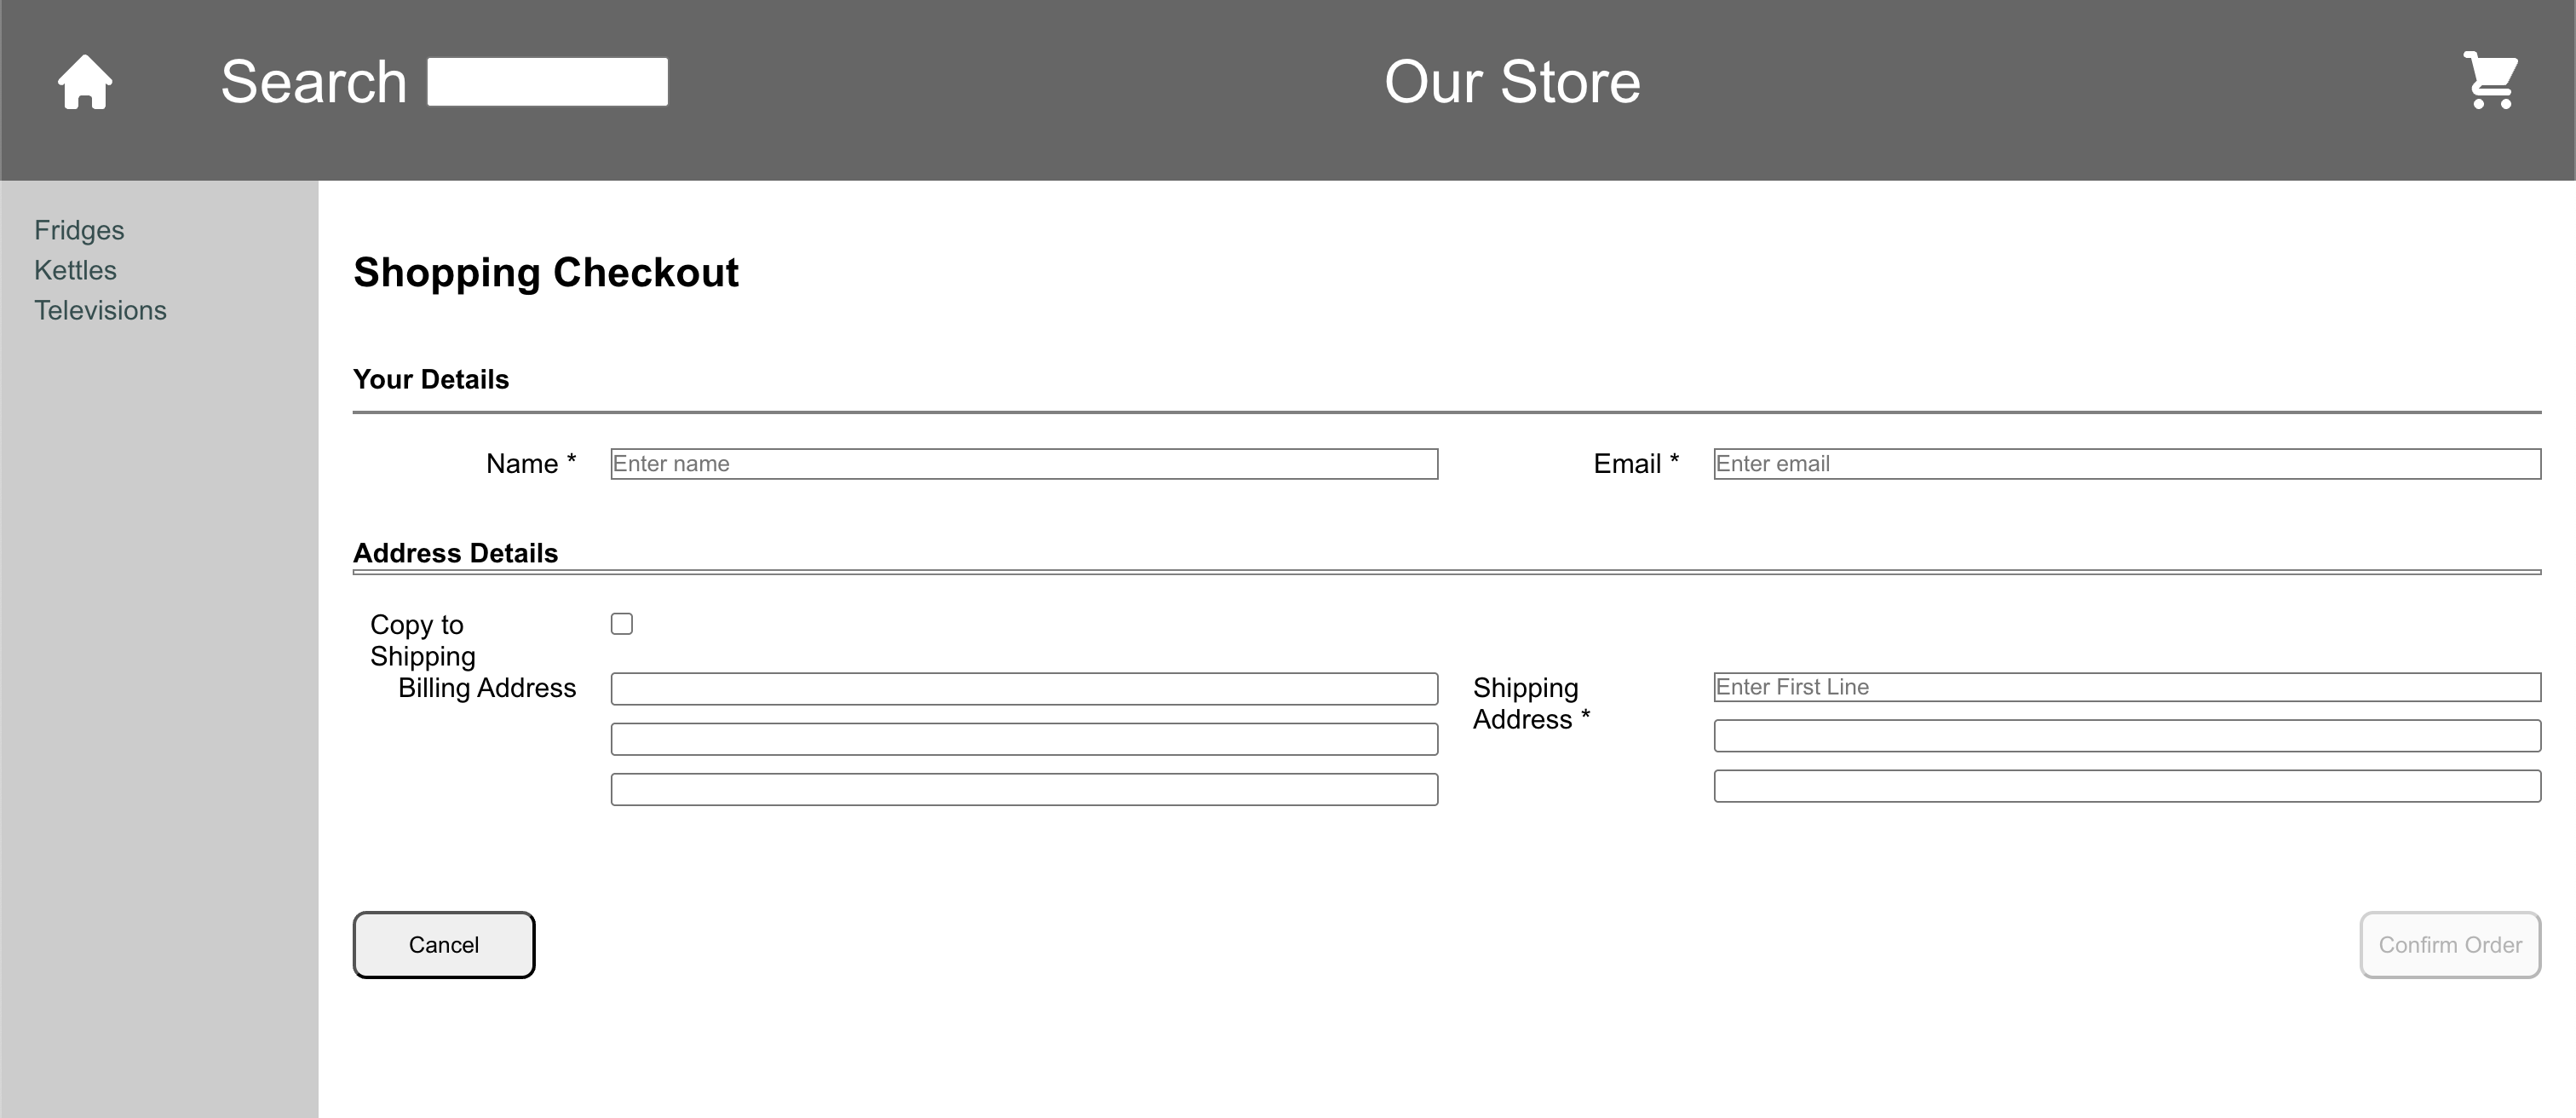 Search
Our Store
Fridges
Kettles
Televisions
Shopping Checkout
Your Details
Name *
Enter name
Email *
Enter email
Address Details
Copy to
Shipping
Billing Address
Shipping
Address *
Enter First Line
Cancel
Confirm Order